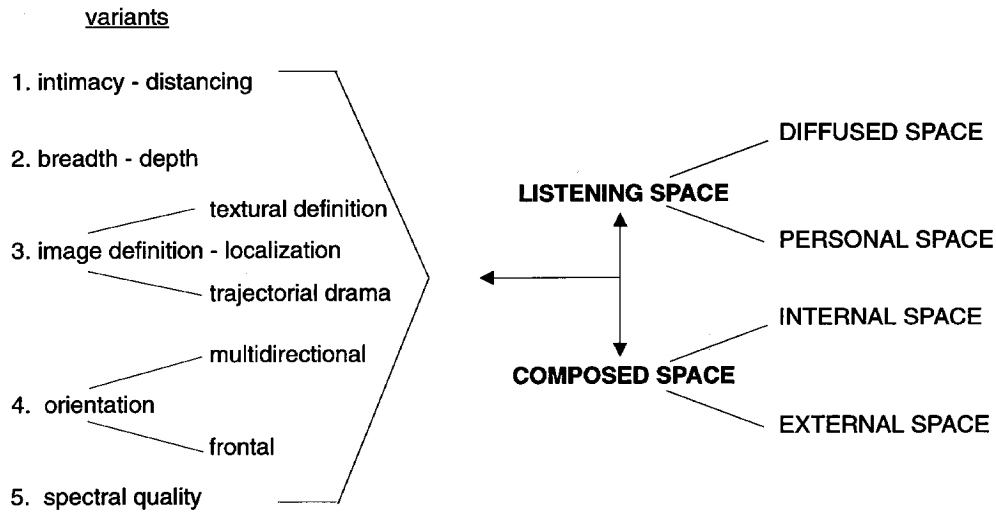 variants
1. intimacy - distancing
2. breadth - depth
textural definition
3. image definition - localization
trajectorial drama
multidirectional
4. orientation
frontal
5. spectral quality
DIFFUSED SPACE
LISTENING SPACE
PERSONAL SPACE
INTERNAL SPACE
COMPOSED SPACE
EXTERNAL SPACE